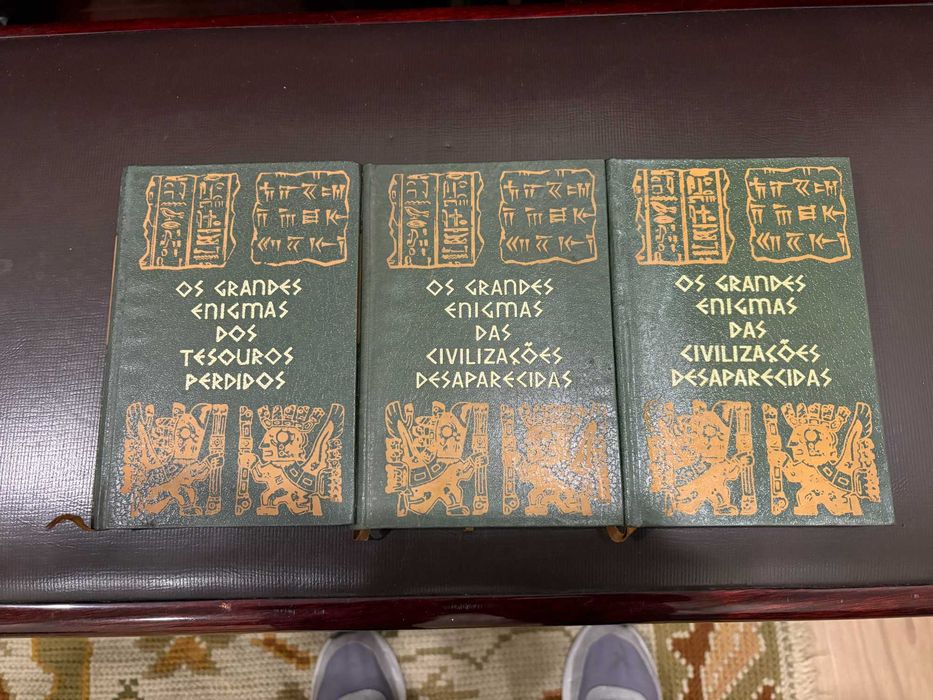 OS GRANDES
ENIGMAS
DOS
TESOUROS
PERDIDOS
OS GRANDES
ENIGMAS
DAS
CIVILIZAÇÕES
DESAPARECIDAS
OS GRANDES
ENIGMAS
DAS
CIVILIZAÇÕES
DESAPARECIDAS